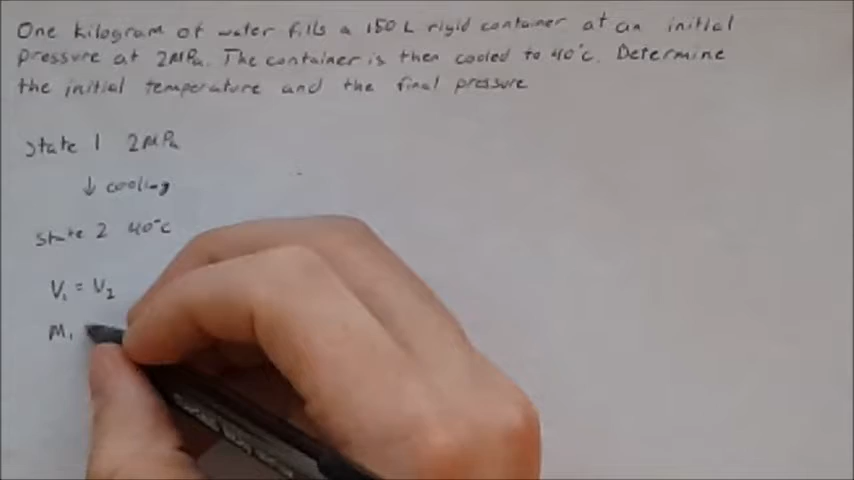 One kilogram of water fills a 150 L rigid container at an initial
pressure at 2MPa. The container is then cooled to 40°c. Determine
the initial temperature and the final pressure
State 1 2MPa
↓ cooling
State 2 40°c
V₁ = V₂
M₁